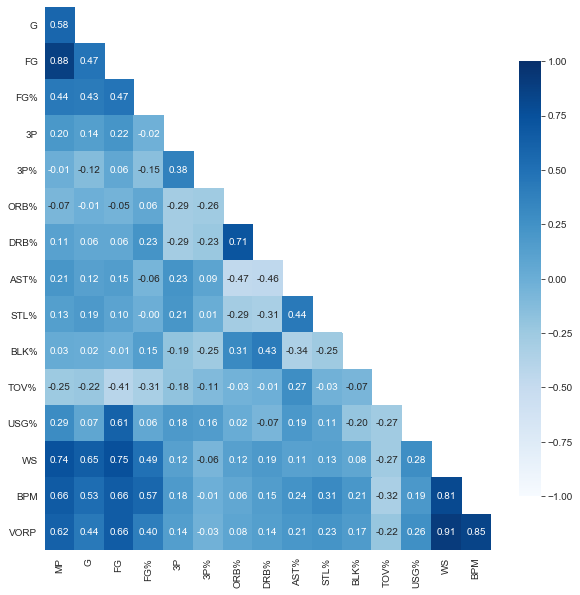 G 0.58
FG 0.88 0.47
FG% 0.44 0.43 0.47
3P 0.20 0.14 0.22 -0.02
3P% -0.01 -0.12 0.06 -0.15 0.38
ORB% -0.07 -0.01 -0.05 0.06 -0.29 -0.26
DRB% 0.11 0.06 0.06 0.23 -0.29 -0.23 0.71
AST% 0.21 0.12 0.15 -0.06 0.23 0.09 -0.47 -0.46
STL% 0.13 0.19 0.10 -0.00 0.21 0.01 -0.29 -0.31 0.44
BLK% 0.03 0.02 -0.01 0.15 -0.19 -0.25 0.31 0.43 -0.34 -0.25
TOV% -0.25 -0.22 -0.41 -0.31 -0.18 -0.11 -0.03 -0.01 0.27 -0.03 -0.07
USG% 0.29 0.07 0.61 0.06 0.18 0.16 0.02 -0.07 0.19 0.11 -0.20 -0.27
WS 0.74 0.65 0.75 0.49 0.12 -0.06 0.12 0.19 0.11 0.13 0.08 -0.27 0.28
BPM 0.66 0.53 0.66 0.57 0.18 -0.01 0.06 0.15 0.24 0.31 0.21 -0.32 0.19 0.81
VORP 0.62 0.44 0.66 0.40 0.14 -0.03 0.08 0.14 0.21 0.23 0.17 -0.22 0.26 0.91 0.85
MP G FG FG% 3P 3P% ORB% DRB% AST% STL% BLK% TOV% USG% WS BPM
1.00
0.75
0.50
0.25
0.00
−0.25
−0.50
−0.75
−1.00